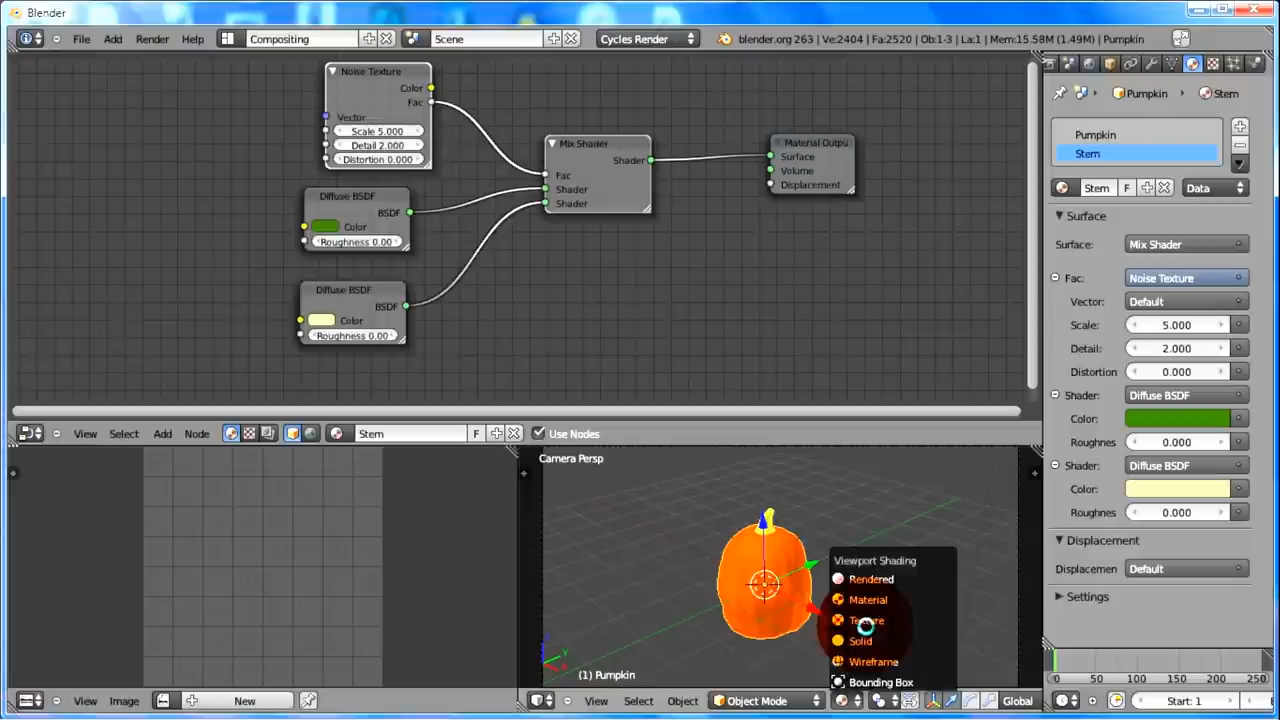 Blender
File Add Render Help Compositing Scene Cycles Render blender.org 263 | Ve:2404 | Fa:2520 | Ob:1-3 | La:1 | Mem:15.58M (1.49M) | Pumpkin
Noise Texture
Color
Fac
Vector
Scale 5.000
Detail 2.000
Distortion 0.000
Diffuse BSDF
BSDF
Color
Roughness 0.00
Diffuse BSDF
BSDF
Color
Roughness 0.00
Mix Shader
Shader
Fac
Shader
Shader
Material Outpu
Surface
Volume
Displacement
Pumpkin Stem
Pumpkin
Stem
Stem F Data
Surface
Surface: Mix Shader
Fac: Noise Texture
Vector: Default
Scale: 5.000
Detail: 2.000
Distortion 0.000
Shader: Diffuse BSDF
Color:
Roughnes 0.000
Shader: Diffuse BSDF
Color:
Roughnes 0.000
Displacement
Displacemen Default
Settings
View Select Add Node Stem F Use Nodes
Camera Persp
Viewport Shading
Rendered
Material
Texture
Solid
Wireframe
Bounding Box
(1) Pumpkin
View Image New
View Select Object Object Mode Global
0 50 100 150 200 250
Start: 1